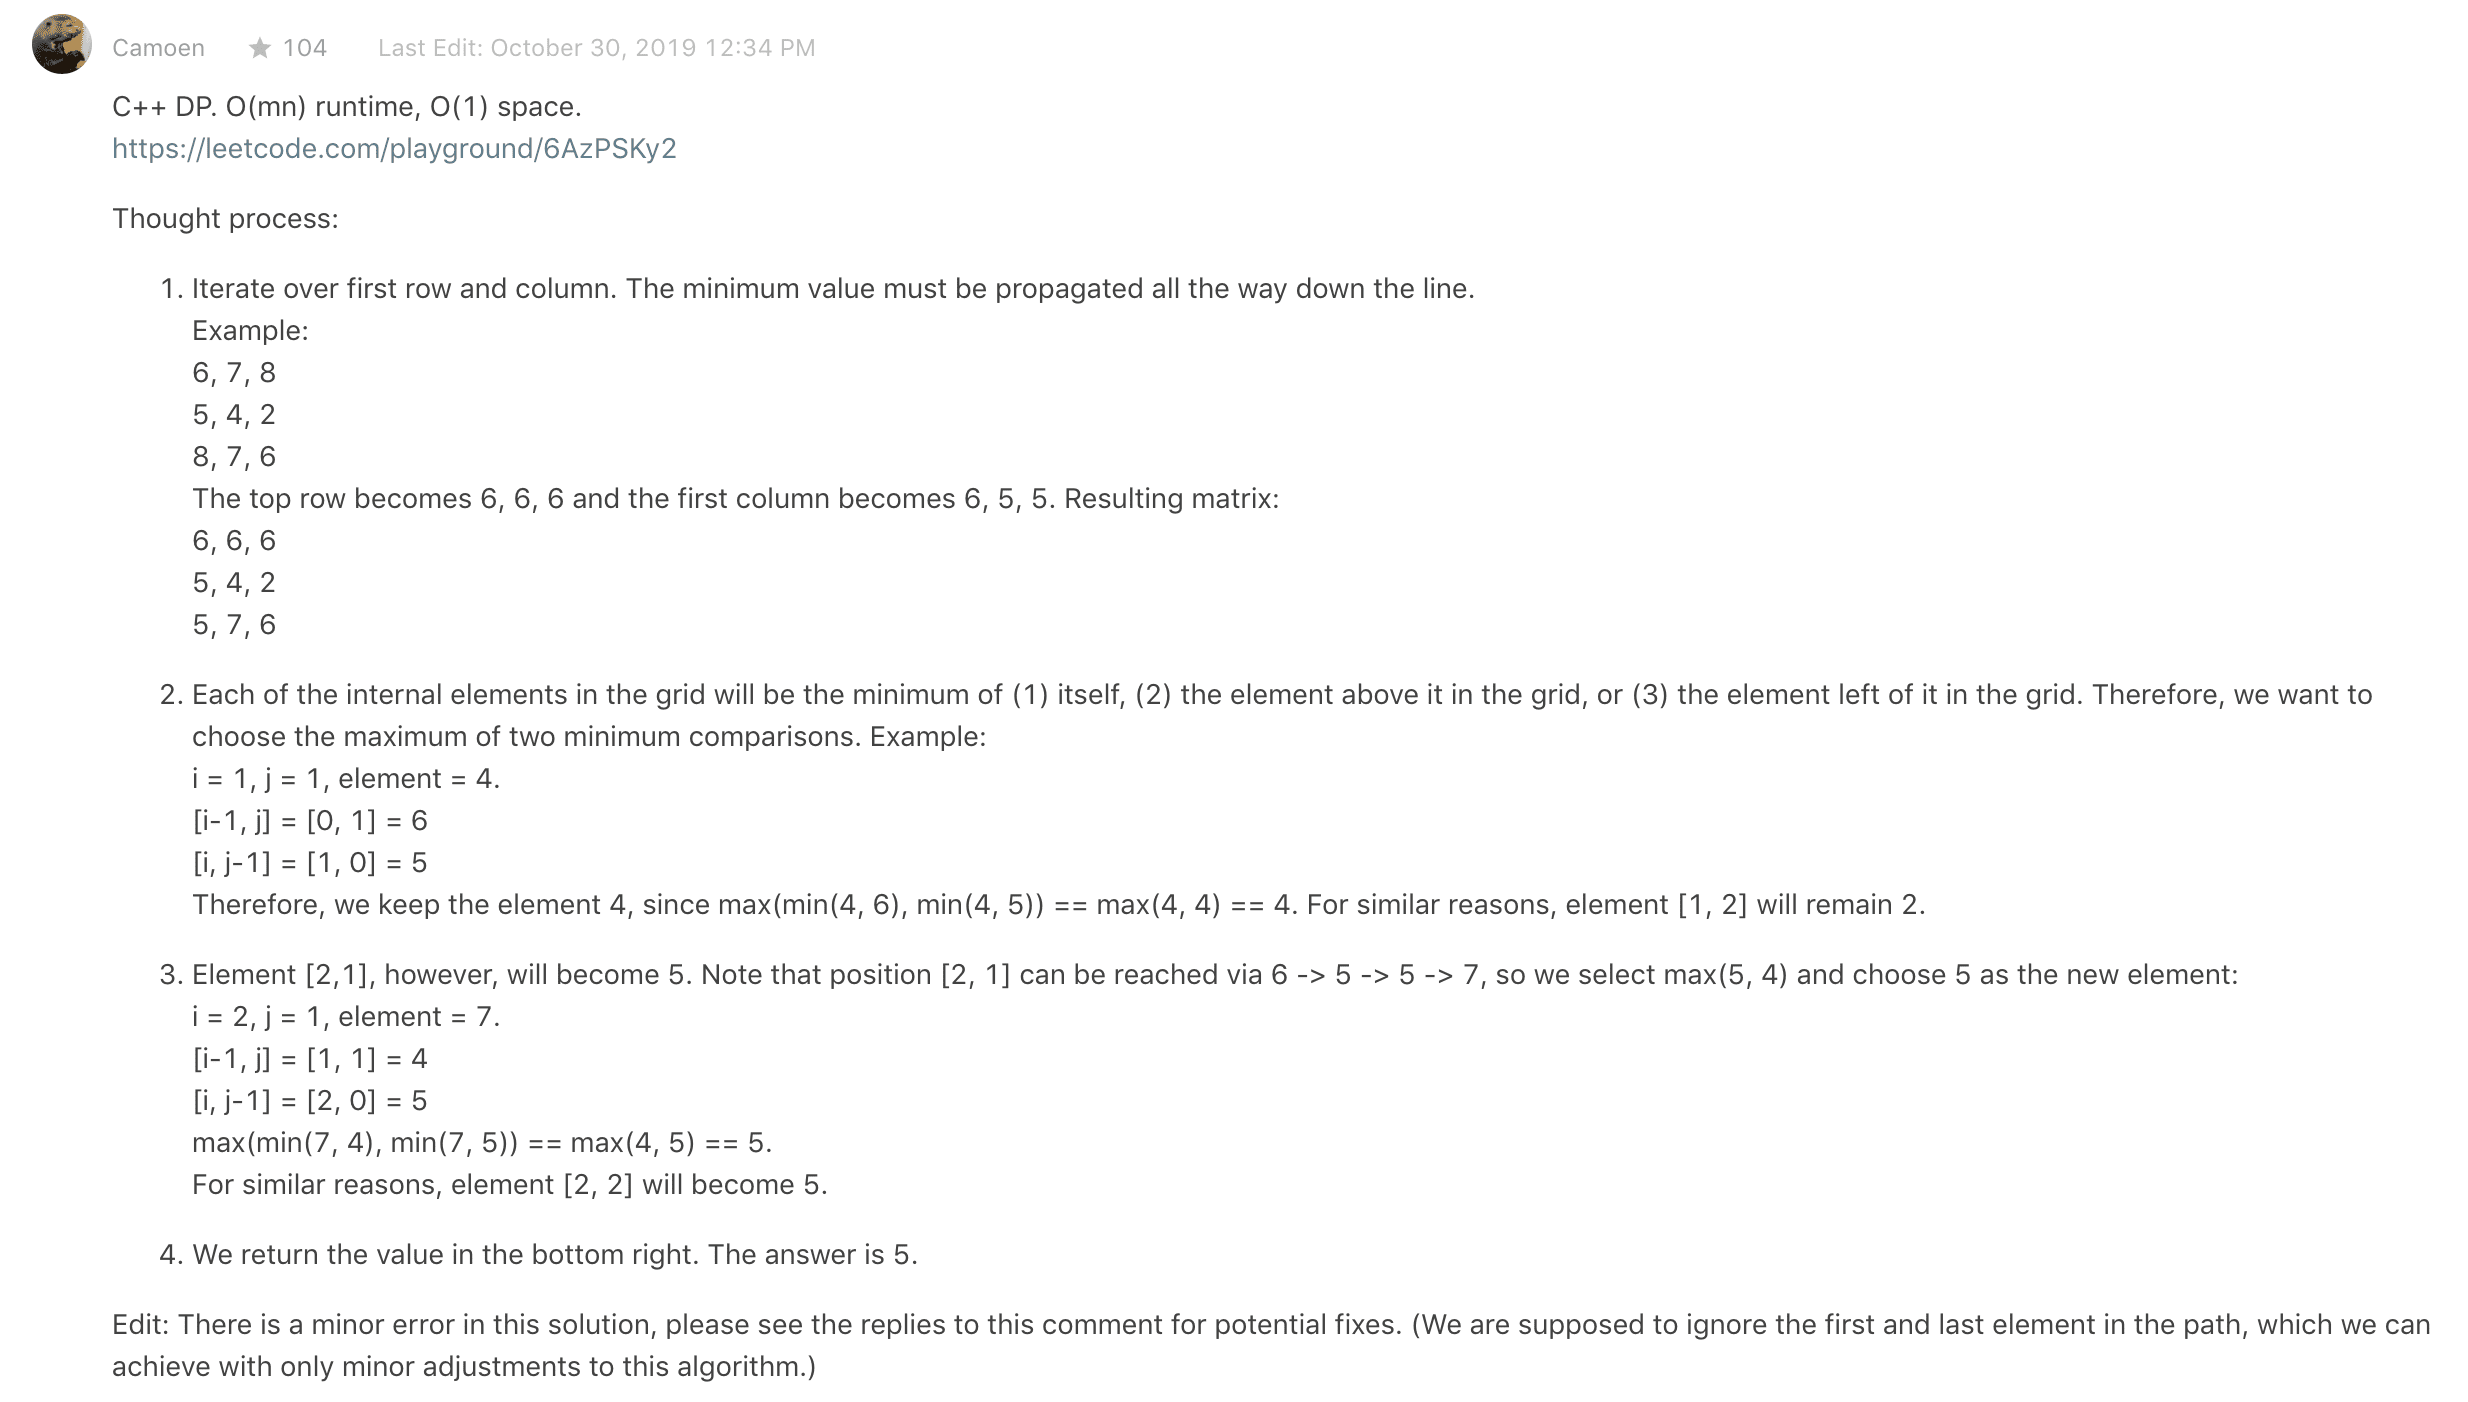 Camoen ★ 104 Last Edit: October 30, 2019 12:34 PM
C++ DP. O(mn) runtime, O(1) space.
https://leetcode.com/playground/6AzPSKy2
Thought process:
1. Iterate over first row and column. The minimum value must be propagated all the way down the line.
Example:
6, 7, 8
5, 4, 2
8, 7, 6
The top row becomes 6, 6, 6 and the first column becomes 6, 5, 5. Resulting matrix:
6, 6, 6
5, 4, 2
5, 7, 6
2. Each of the internal elements in the grid will be the minimum of (1) itself, (2) the element above it in the grid, or (3) the element left of it in the grid. Therefore, we want to
choose the maximum of two minimum comparisons. Example:
i = 1, j = 1, element = 4.
[i-1, j] = [0, 1] = 6
[i, j-1] = [1, 0] = 5
Therefore, we keep the element 4, since max(min(4, 6), min(4, 5)) == max(4, 4) == 4. For similar reasons, element [1, 2] will remain 2.
3. Element [2,1], however, will become 5. Note that position [2, 1] can be reached via 6 -> 5 -> 5 -> 7, so we select max(5, 4) and choose 5 as the new element:
i = 2, j = 1, element = 7.
[i-1, j] = [1, 1] = 4
[i, j-1] = [2, 0] = 5
max(min(7, 4), min(7, 5)) == max(4, 5) == 5.
For similar reasons, element [2, 2] will become 5.
4. We return the value in the bottom right. The answer is 5.
Edit: There is a minor error in this solution, please see the replies to this comment for potential fixes. (We are supposed to ignore the first and last element in the path, which we can
achieve with only minor adjustments to this algorithm.)